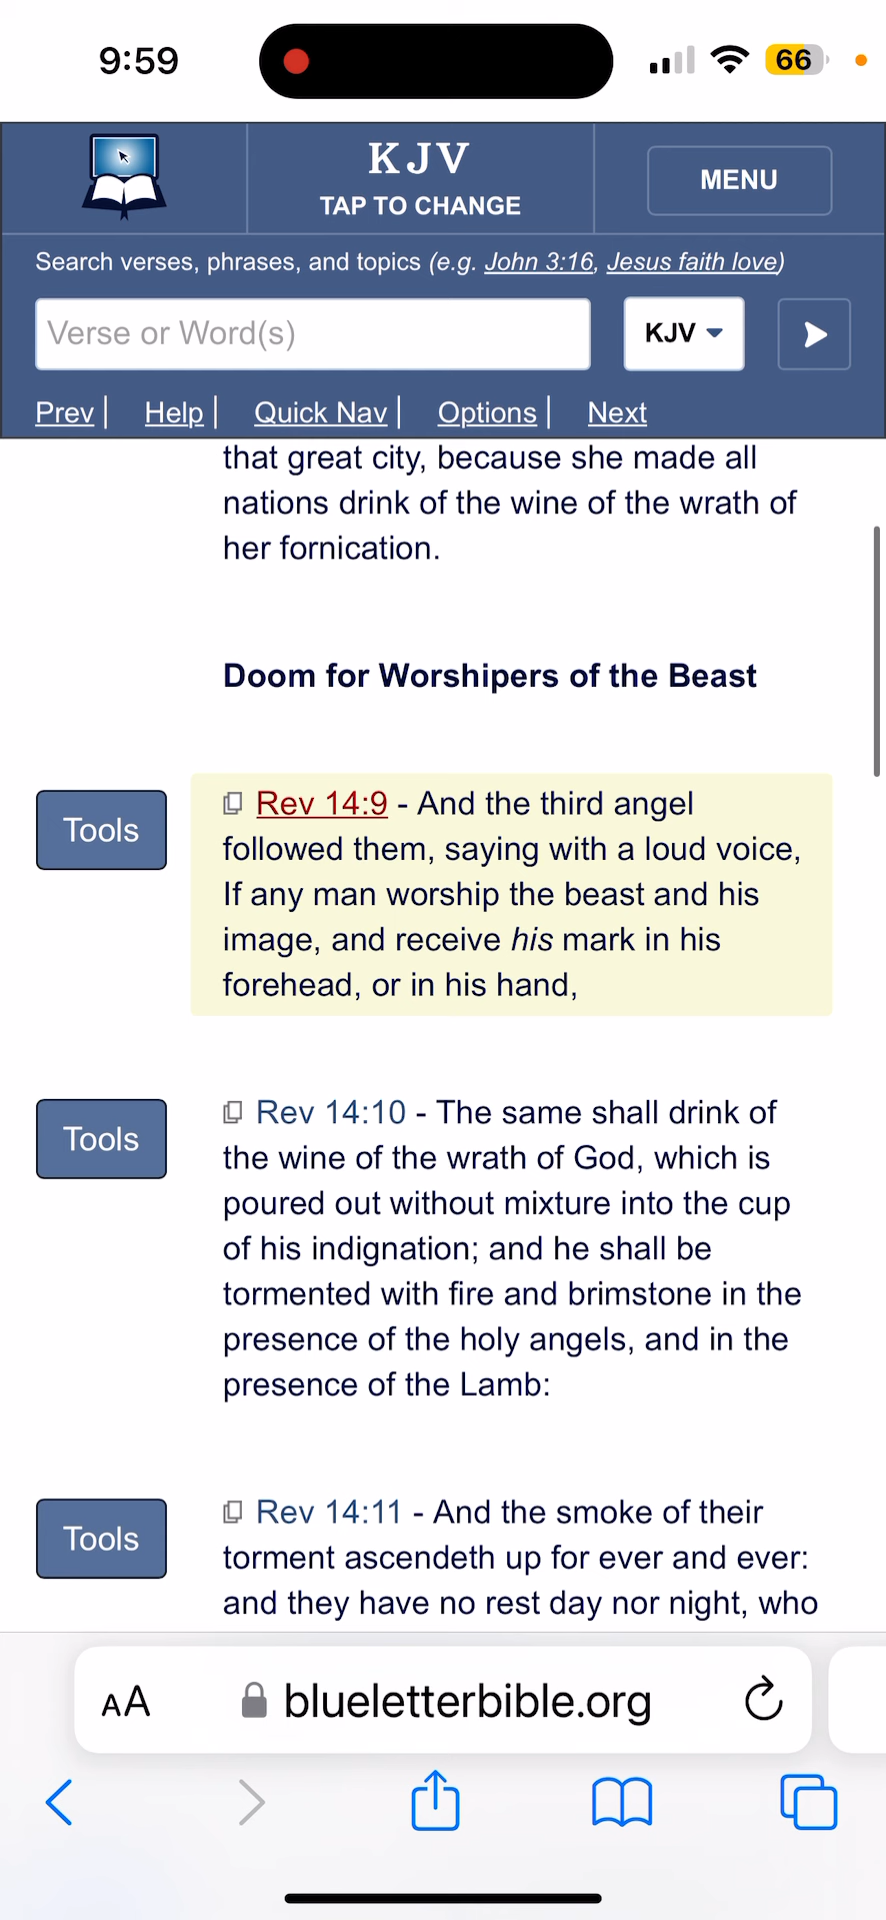 9:59
66
KJV
TAP TO CHANGE
MENU
Search verses, phrases, and topics (e.g. John 3:16, Jesus faith love)
Verse or Word(s)
KJV
Prev | Help | Quick Nav | Options | Next
that great city, because she made all
nations drink of the wine of the wrath of
her fornication.
Doom for Worshipers of the Beast
Tools
Rev 14:9 - And the third angel
followed them, saying with a loud voice,
If any man worship the beast and his
image, and receive his mark in his
forehead, or in his hand,
Tools
Rev 14:10 - The same shall drink of
the wine of the wrath of God, which is
poured out without mixture into the cup
of his indignation; and he shall be
tormented with fire and brimstone in the
presence of the holy angels, and in the
presence of the Lamb:
Tools
Rev 14:11 - And the smoke of their
torment ascendeth up for ever and ever:
and they have no rest day nor night, who
AA
blueletterbible.org